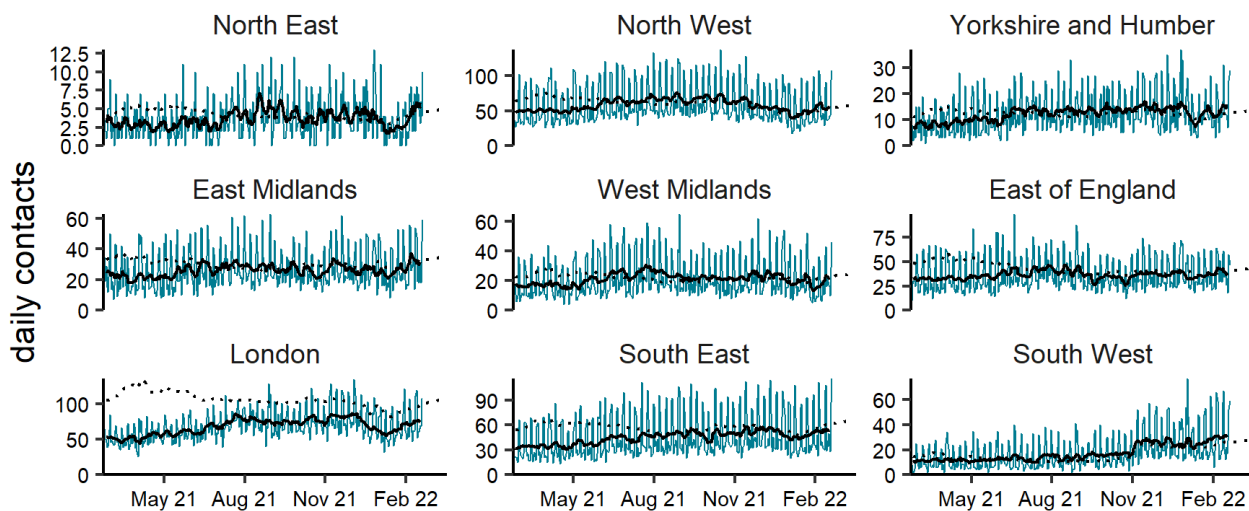 North East
North West
Yorkshire and Humber
12.5
10.0
7.5
5.0
2.5
0.0
100
50
0
30
20
10
0
East Midlands
West Midlands
East of England
60
40
20
0
60
40
20
0
75
50
25
0
London
South East
South West
100
50
0
90
60
30
0
60
40
20
0
May 21 Aug 21 Nov 21 Feb 22
May 21 Aug 21 Nov 21 Feb 22
May 21 Aug 21 Nov 21 Feb 22
daily contacts